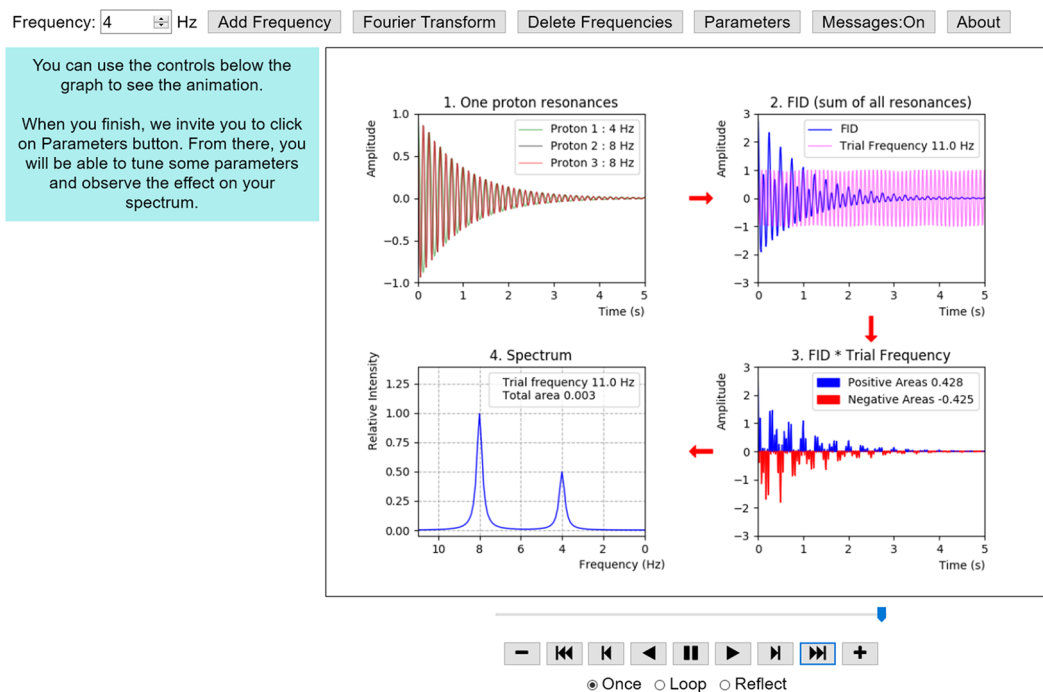 Frequency: 4 Hz Add Frequency Fourier Transform Delete Frequencies Parameters Messages:On About
You can use the controls below the
graph to see the animation.
When you finish, we invite you to click
on Parameters button. From there, you
will be able to tune some parameters
and observe the effect on your
spectrum.
1. One proton resonances
Amplitude
1.0
0.5
0.0
−0.5
−1.0
Proton 1 : 4 Hz
Proton 2 : 8 Hz
Proton 3 : 8 Hz
0 1 2 3 4 5
Time (s)
2. FID (sum of all resonances)
Amplitude
3
2
1
0
−1
−2
−3
FID
Trial Frequency 11.0 Hz
0 1 2 3 4 5
Time (s)
4. Spectrum
Relative Intensity
1.25
1.00
0.75
0.50
0.25
0.00
Trial frequency 11.0 Hz
Total area 0.003
10 8 6 4 2 0
Frequency (Hz)
3. FID * Trial Frequency
Amplitude
3
2
1
0
−1
−2
−3
Positive Areas 0.428
Negative Areas -0.425
0 1 2 3 4 5
Time (s)
Once Loop Reflect